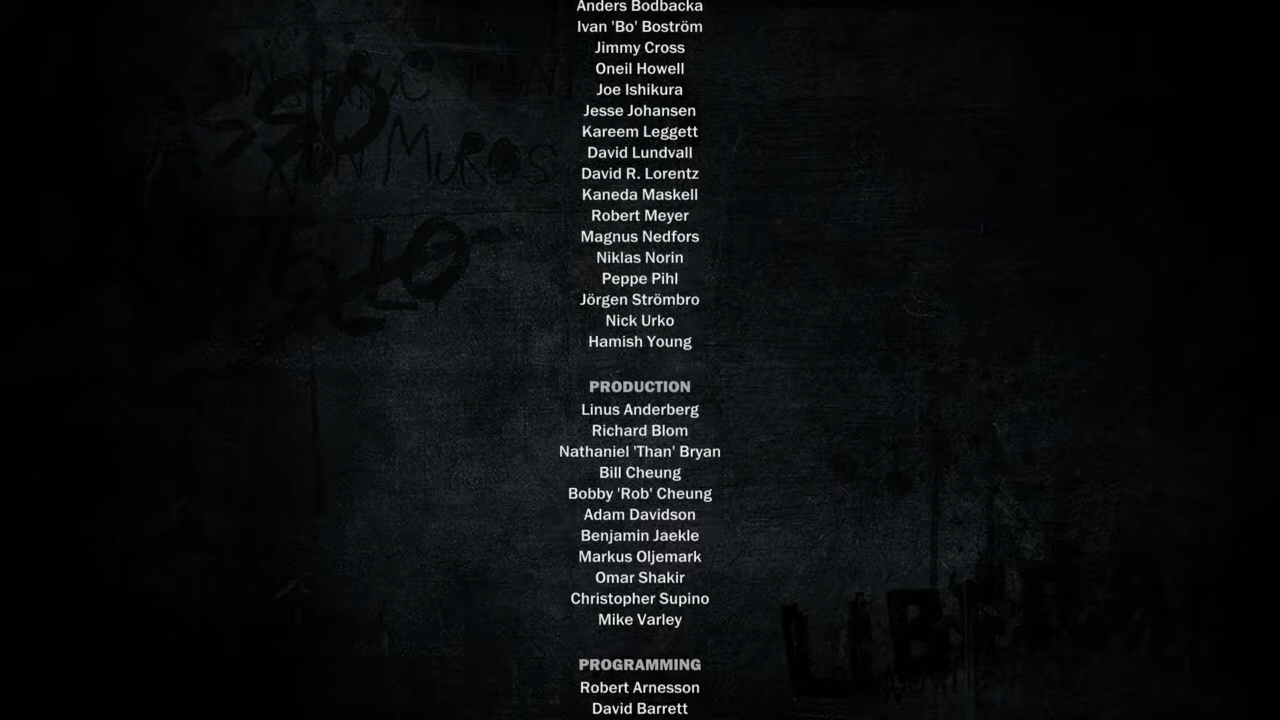 Anders Bodbacka
Ivan 'Bo' Boström
Jimmy Cross
Oneil Howell
Joe Ishikura
Jesse Johansen
Kareem Leggett
David Lundvall
David R. Lorentz
Kaneda Maskell
Robert Meyer
Magnus Nedfors
Niklas Norin
Peppe Pihl
Jörgen Strömbro
Nick Urko
Hamish Young
PRODUCTION
Linus Anderberg
Richard Blom
Nathaniel 'Than' Bryan
Bill Cheung
Bobby 'Rob' Cheung
Adam Davidson
Benjamin Jaekle
Markus Oljemark
Omar Shakir
Christopher Supino
Mike Varley
PROGRAMMING
Robert Arnesson
David Barrett
MUROS